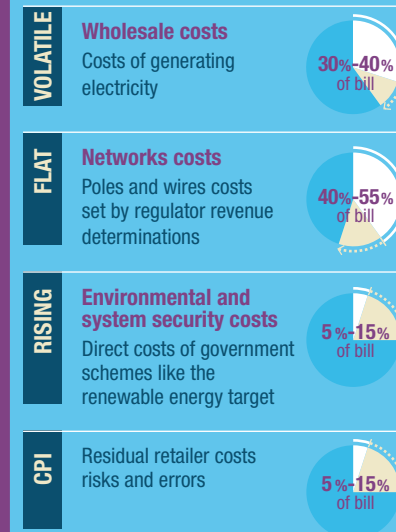 VOLATILE
Wholesale costs
Costs of generating
electricity
30%-40%
of bill
FLAT
Networks costs
Poles and wires costs
set by regulator revenue
determinations
40%-55%
of bill
RISING
Environmental and
system security costs
Direct costs of government
schemes like the
renewable energy target
5%-15%
of bill
CPI
Residual retailer costs
risks and errors
5%-15%
of bill